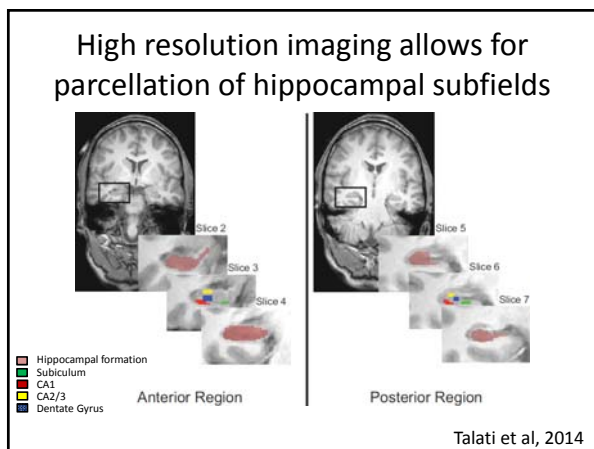 High resolution imaging allows for
parcellation of hippocampal subfields
Slice 2
Slice 3
Slice 4
Slice 5
Slice 6
Slice 7
Hippocampal formation
Subiculum
CA1
CA2/3
Dentate Gyrus
Anterior Region
Posterior Region
Talati et al, 2014